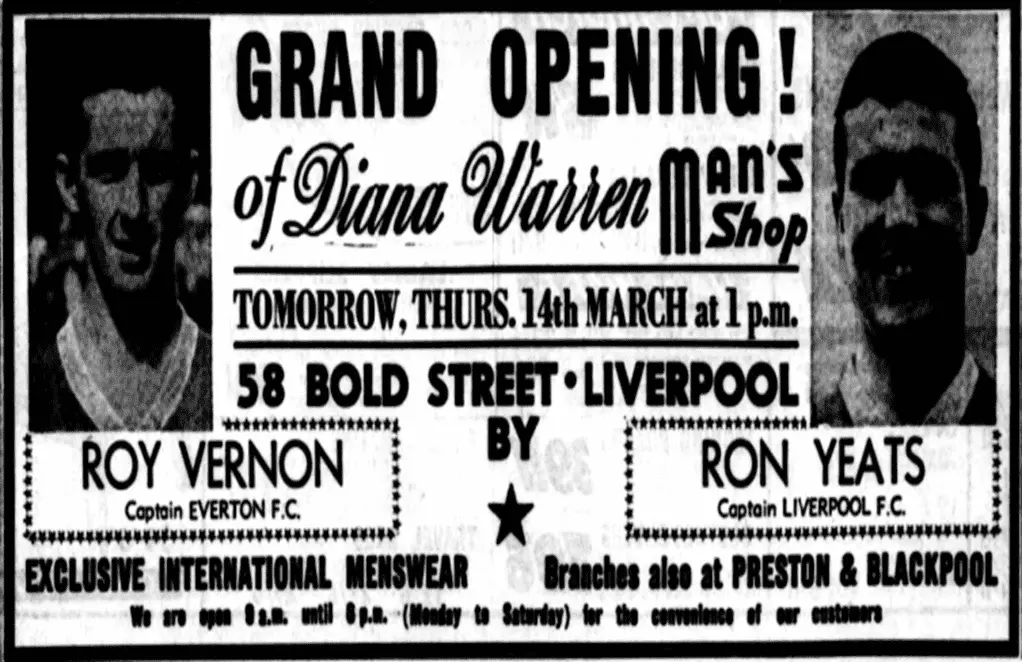 GRAND OPENING!
of Diana Warren MAN'S Shop
TOMORROW, THURS. 14th MARCH at 1 p.m.
58 BOLD STREET • LIVERPOOL
BY
ROY VERNON
Captain EVERTON F.C.
RON YEATS
Captain LIVERPOOL F.C.
EXCLUSIVE INTERNATIONAL MENSWEAR
Branches also at PRESTON & BLACKPOOL
We are open 9 a.m. until 6 p.m. (Monday to Saturday) for the convenience of our customers